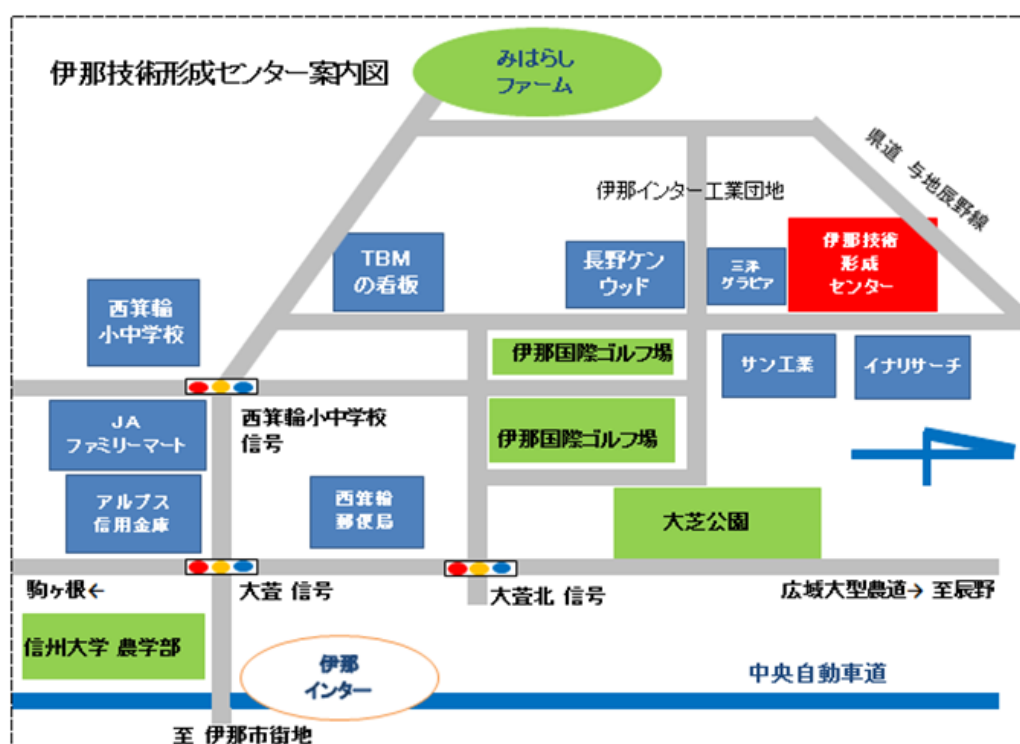 みはらし
ファーム
伊那技術形成センター案内図
県道 与地辰野線
伊那インター工業団地
伊那技術
形成
センター
TBM
の看板
長野ケン
ウッド
三洋
グラビア
西箕輪
小中学校
伊那国際ゴルフ場
サン工業
イナリサーチ
西箕輪小中学校
信号
JA
ファミリーマート
伊那国際ゴルフ場
アルプス
信用金庫
西箕輪
郵便局
大芝公園
駒ヶ根←
大萱 信号
大萱北 信号
広域大型農道→ 至辰野
信州大学 農学部
伊那
インター
中央自動車道
至 伊那市街地